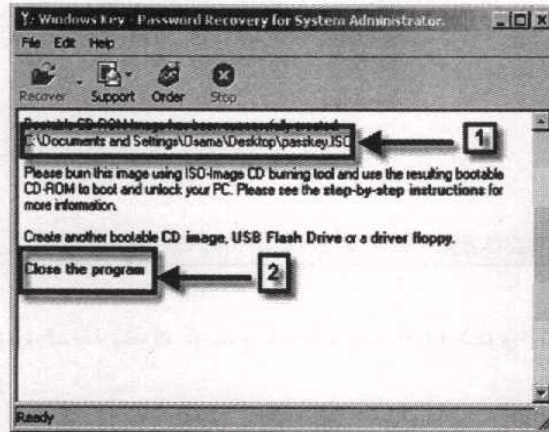 Windows Key - Password Recovery for System Administrator.
File Edit Help
Recover Support Order Stop
Bootable CD-ROM image has been successfully created
C:\Documents and Settings\Osama\Desktop\passkey.ISO
1
Please burn this image using ISO-Image CD burning tool and use the resulting bootable
CD-ROM to boot and unlock your PC. Please see the step-by-step instructions for
more information.
Create another bootable CD image, USB Flash Drive or a driver floppy.
Close the program
2
Ready